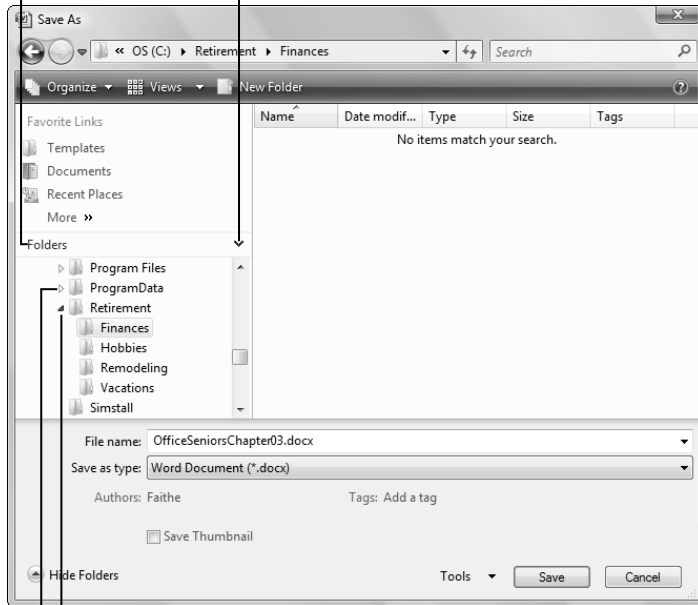 Save As
« OS (C:) ▸ Retirement ▸ Finances Search
Organize Views New Folder
Favorite Links
Templates
Documents
Recent Places
More »
Folders
Name Date modif... Type Size Tags
No items match your search.
Program Files
ProgramData
Retirement
Finances
Hobbies
Remodeling
Vacations
Simstall
File name: OfficeSeniorsChapter03.docx
Save as type: Word Document (*.docx)
Authors: Faithe Tags: Add a tag
Save Thumbnail
Hide Folders Tools Save Cancel